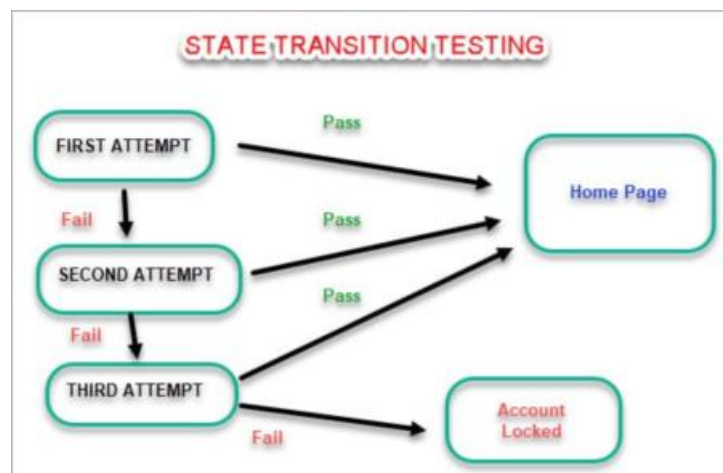 STATE TRANSITION TESTING
Pass
FIRST ATTEMPT
Home Page
Fail
Pass
SECOND ATTEMPT
Pass
Fail
THIRD ATTEMPT
Account
Locked
Fail